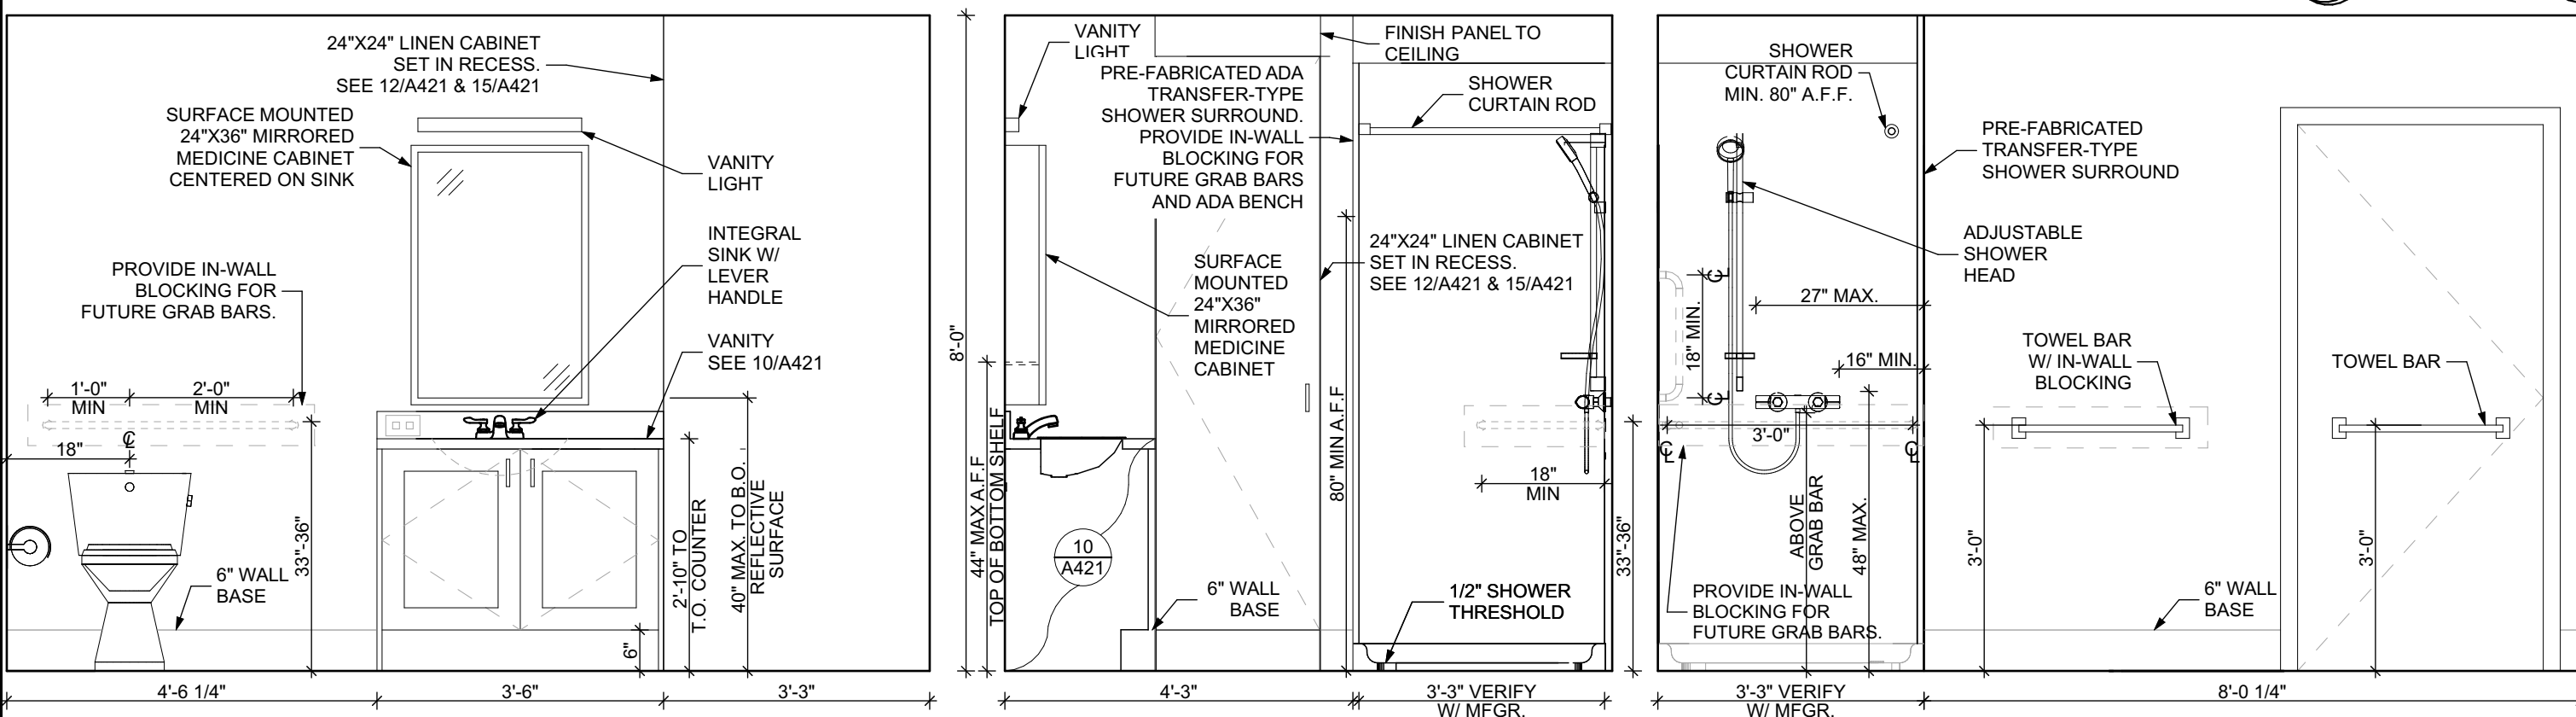 24"X24" LINEN CABINET
SET IN RECESS.
SEE 12/A421 & 15/A421
SURFACE MOUNTED
24"X36" MIRRORED
MEDICINE CABINET
CENTERED ON SINK
VANITY
LIGHT
INTEGRAL
SINK W/
LEVER
HANDLE
PROVIDE IN-WALL
BLOCKING FOR
FUTURE GRAB BARS.
VANITY
SEE 10/A421
1'-0"
MIN
2'-0"
MIN
18"
℄
33"-36"
6" WALL
BASE
2'-10" TO
T.O. COUNTER
40" MAX. TO B.O.
REFLECTIVE
SURFACE
6"
4'-6 1/4"
3'-6"
3'-3"
8'-0"
44" MAX A.F.F
TOP OF BOTTOM SHELF
VANITY
LIGHT
FINISH PANEL TO
CEILING
PRE-FABRICATED ADA
TRANSFER-TYPE
SHOWER SURROUND.
PROVIDE IN-WALL
BLOCKING FOR
FUTURE GRAB BARS
AND ADA BENCH
SHOWER
CURTAIN ROD
24"X24" LINEN CABINET
SET IN RECESS.
SEE 12/A421 & 15/A421
SURFACE
MOUNTED
24"X36"
MIRRORED
MEDICINE
CABINET
80" MIN A.F.F
18"
MIN
10
A421
6" WALL
BASE
1/2" SHOWER
THRESHOLD
33"-36"
4'-3"
3'-3" VERIFY
W/ MFGR.
SHOWER
CURTAIN ROD
MIN. 80" A.F.F.
PRE-FABRICATED
TRANSFER-TYPE
SHOWER SURROUND
ADJUSTABLE
SHOWER
HEAD
℄
18" MIN.
℄
27" MAX.
16" MIN.
3'-0"
℄
℄
ABOVE
GRAB BAR
48" MAX.
PROVIDE IN-WALL
BLOCKING FOR
FUTURE GRAB BARS.
TOWEL BAR
W/ IN-WALL
BLOCKING
TOWEL BAR
3'-0"
3'-0"
6" WALL
BASE
3'-3" VERIFY
W/ MFGR.
8'-0 1/4"